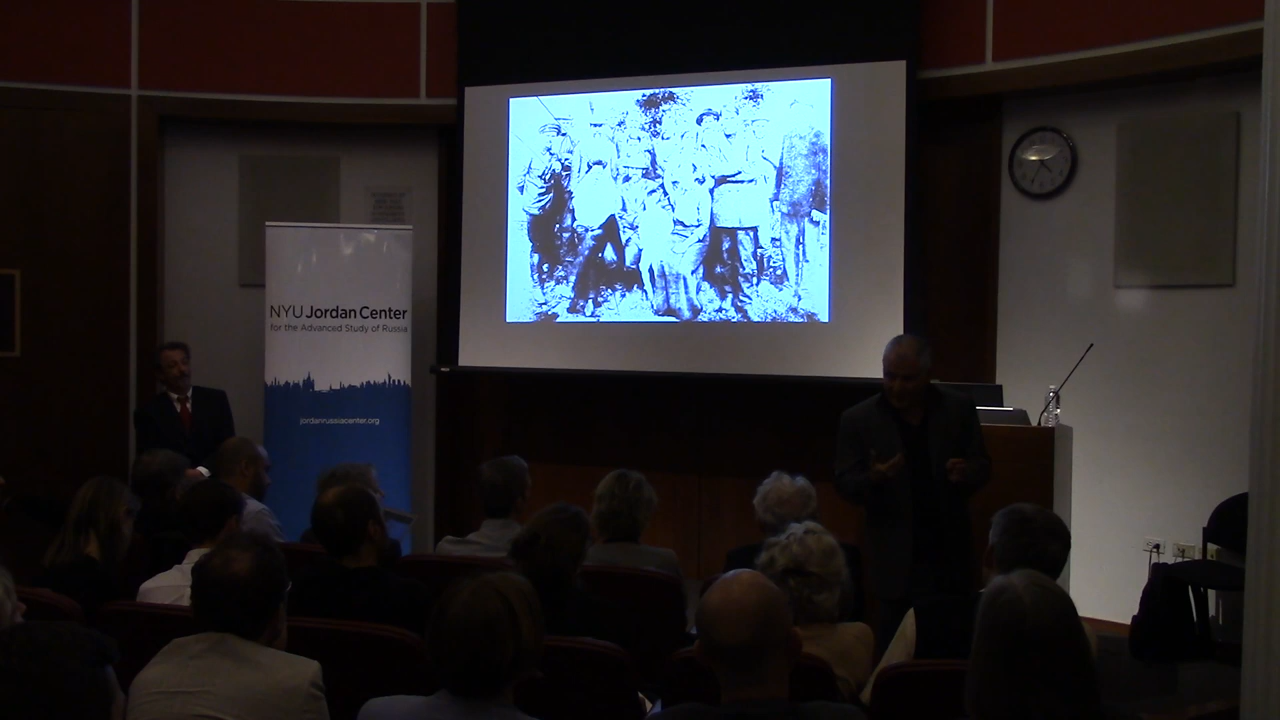 NYU Jordan Center
for the Advanced Study of Russia
jordanrussiacenter.org